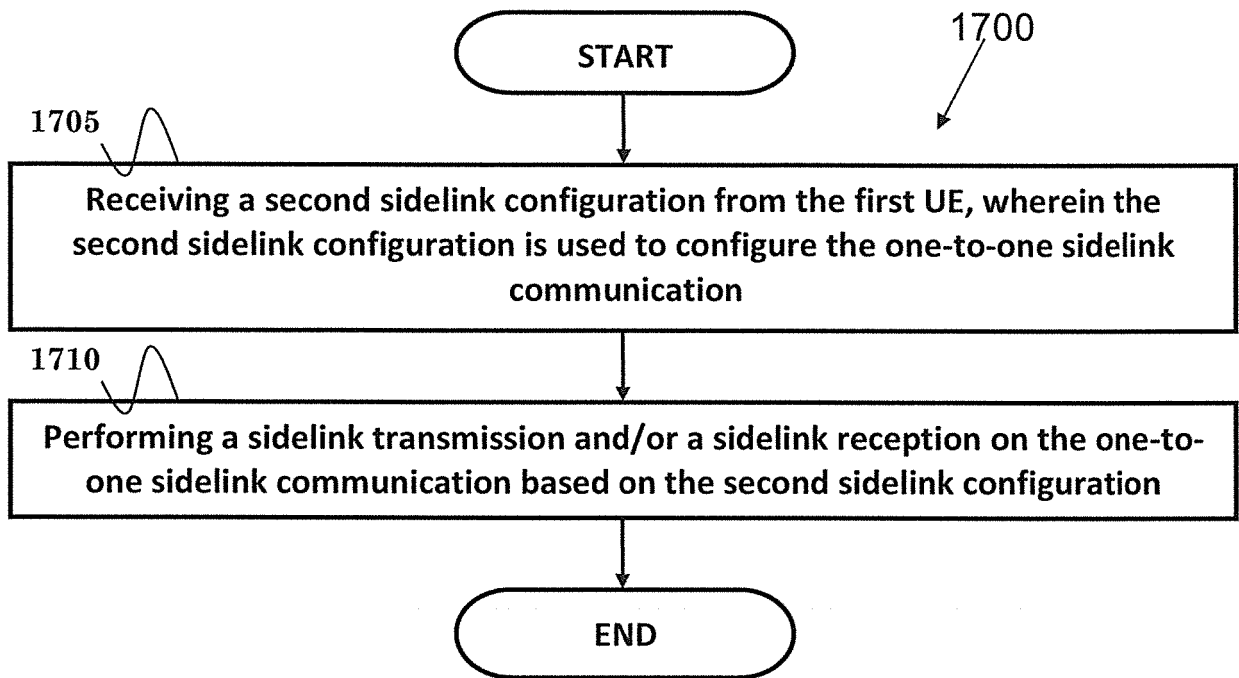 START
1700
1705
Receiving a second sidelink configuration from the first UE, wherein the
second sidelink configuration is used to configure the one-to-one sidelink
communication
1710
Performing a sidelink transmission and/or a sidelink reception on the one-to-
one sidelink communication based on the second sidelink configuration
END